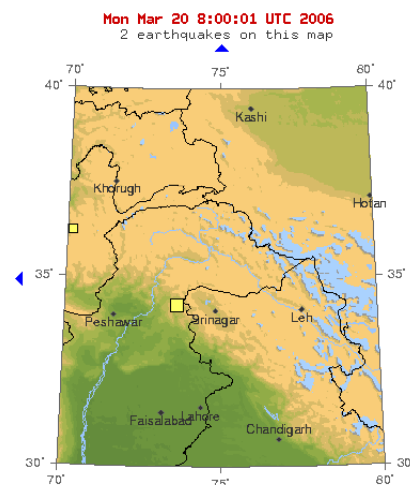 Mon Mar 20 8:00:01 UTC 2006
2 earthquakes on this map
70˚ 75˚ 80˚
40˚ 40˚
Kashi
Khorugh
Hotan
35˚ 35˚
Peshawar Srinagar Leh
Faisalabad Lahore
Chandigarh
30˚ 30˚
70˚ 75˚ 80˚